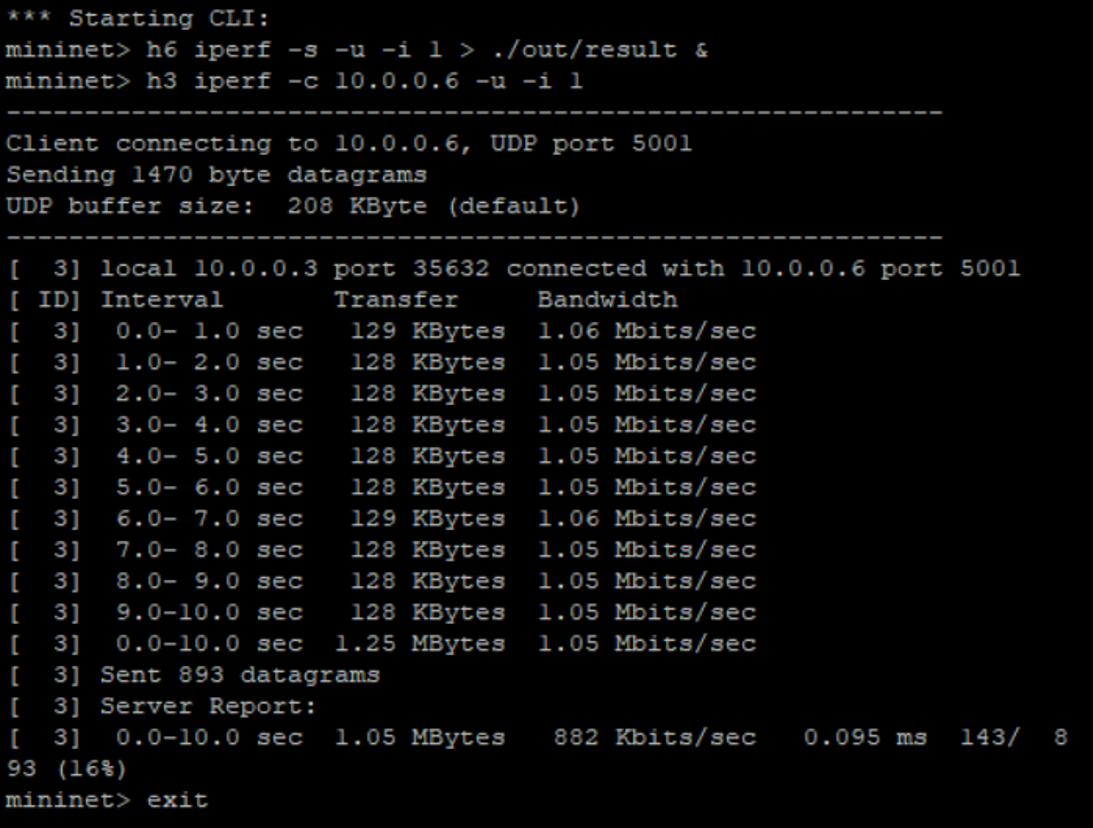 *** Starting CLI:
mininet> h6 iperf -s -u -i 1 > ./out/result &
mininet> h3 iperf -c 10.0.0.6 -u -i 1
------------------------------------------------------------
Client connecting to 10.0.0.6, UDP port 5001
Sending 1470 byte datagrams
UDP buffer size:  208 KByte (default)
------------------------------------------------------------
[  3] local 10.0.0.3 port 35632 connected with 10.0.0.6 port 5001
[ ID] Interval       Transfer     Bandwidth
[  3]  0.0- 1.0 sec   129 KBytes  1.06 Mbits/sec
[  3]  1.0- 2.0 sec   128 KBytes  1.05 Mbits/sec
[  3]  2.0- 3.0 sec   128 KBytes  1.05 Mbits/sec
[  3]  3.0- 4.0 sec   128 KBytes  1.05 Mbits/sec
[  3]  4.0- 5.0 sec   128 KBytes  1.05 Mbits/sec
[  3]  5.0- 6.0 sec   128 KBytes  1.05 Mbits/sec
[  3]  6.0- 7.0 sec   129 KBytes  1.06 Mbits/sec
[  3]  7.0- 8.0 sec   128 KBytes  1.05 Mbits/sec
[  3]  8.0- 9.0 sec   128 KBytes  1.05 Mbits/sec
[  3]  9.0-10.0 sec   128 KBytes  1.05 Mbits/sec
[  3]  0.0-10.0 sec  1.25 MBytes  1.05 Mbits/sec
[  3] Sent 893 datagrams
[  3] Server Report:
[  3]  0.0-10.0 sec  1.05 MBytes   882 Kbits/sec   0.095 ms  143/  8
93 (16%)
mininet> exit